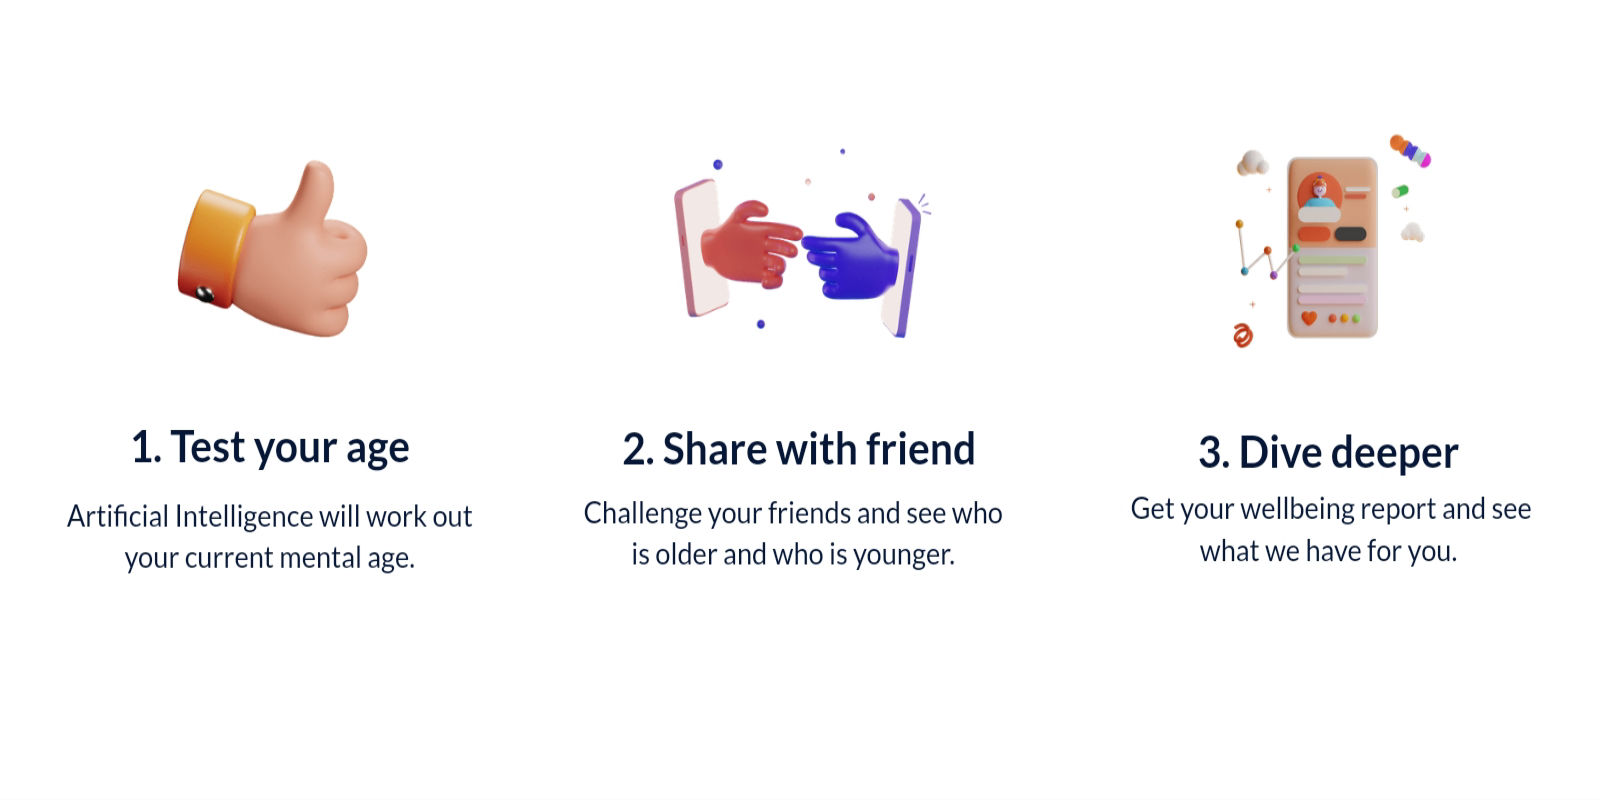 1. Test your age
Artificial Intelligence will work out
your current mental age.
2. Share with friend
Challenge your friends and see who
is older and who is younger.
3. Dive deeper
Get your wellbeing report and see
what we have for you.